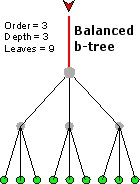 Order = 3
Depth = 3
Leaves = 9
Balanced
b-tree